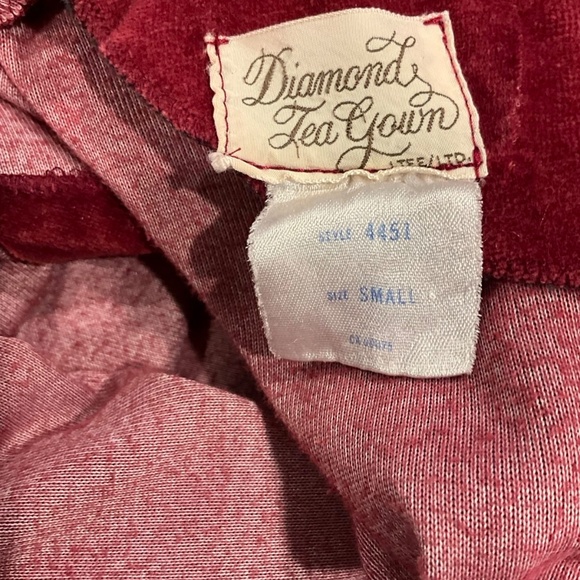 Diamond
Tea Gown
LTEE/LTD.
STYLE 4451
SIZE SMALL